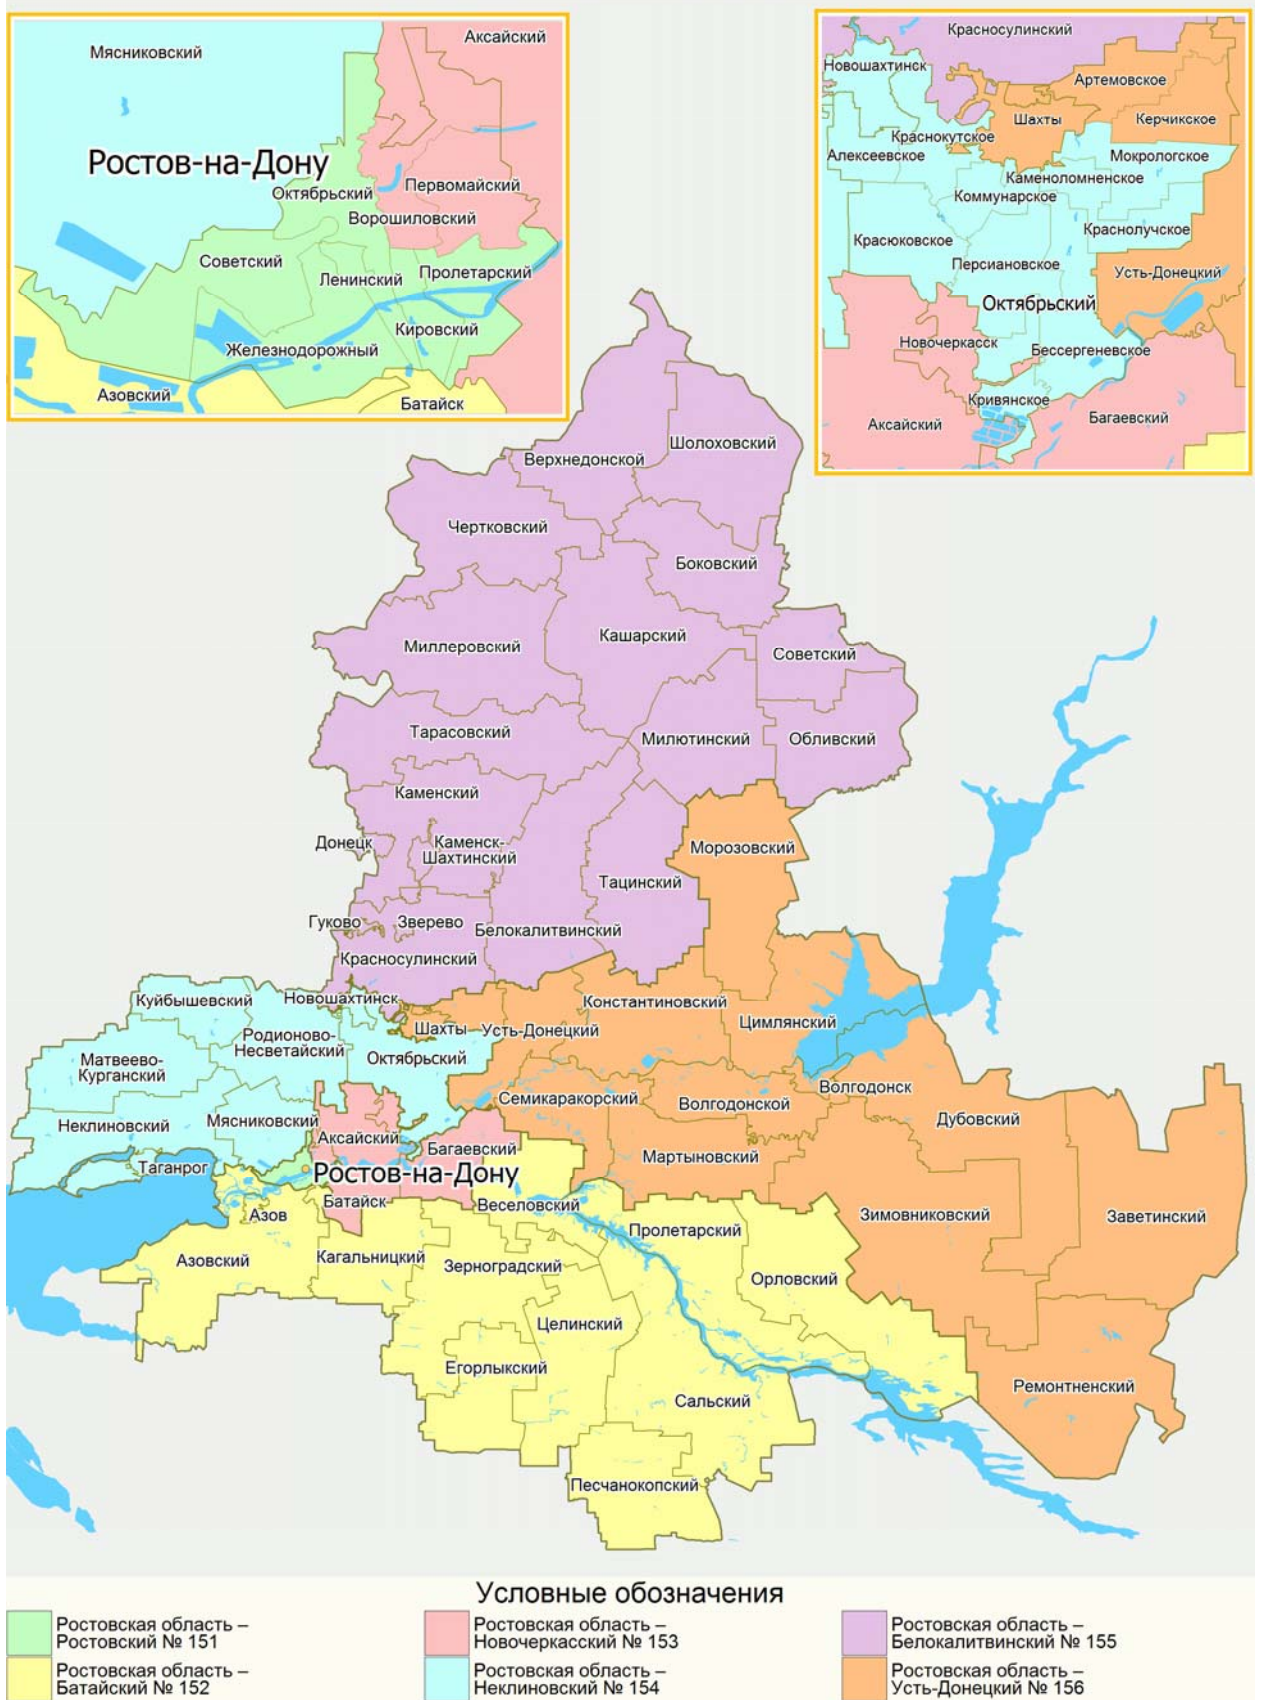 Мясниковский
Аксайский
Ростов-на-Дону
Октябрьский
Первомайский
Ворошиловский
Советский
Ленинский
Пролетарский
Кировский
Железнодорожный
Азовский
Батайск
Красносулинский
Новошахтинск
Артемовское
Шахты
Керчикское
Краснокутское
Алексеевское
Мокрологское
Каменоломненское
Коммунарское
Краснолучское
Красюковское
Персиановское
Усть-Донецкий
Октябрьский
Новочеркасск
Бессергеневское
Кривянское
Аксайский
Багаевский
Шолоховский
Верхнедонской
Чертковский
Боковский
Кашарский
Миллеровский
Советский
Тарасовский
Милютинский
Обливский
Каменский
Донецк
Каменск-
Шахтинский
Морозовский
Тацинский
Гуково
Зверево
Белокалитвинский
Красносулинский
Куйбышевский
Новошахтинск
Константиновский
Шахты
Усть-Донецкий
Цимлянский
Родионово-
Несветайский
Октябрьский
Матвеево-
Курганский
Волгодонск
Семикаракорский
Волгодонской
Дубовский
Неклиновский
Мясниковский
Аксайский
Багаевский
Мартыновский
Таганрог
Ростов-на-Дону
Батайск
Веселовский
Азов
Зимовниковский
Заветинский
Пролетарский
Азовский
Кагальницкий
Зерноградский
Орловский
Целинский
Егорлыкский
Ремонтненский
Сальский
Песчанокопский
Условные обозначения
Ростовская область –
Ростовский № 151
Ростовская область –
Новочеркасский № 153
Ростовская область –
Белокалитвинский № 155
Ростовская область –
Батайский № 152
Ростовская область –
Неклиновский № 154
Ростовская область –
Усть-Донецкий № 156